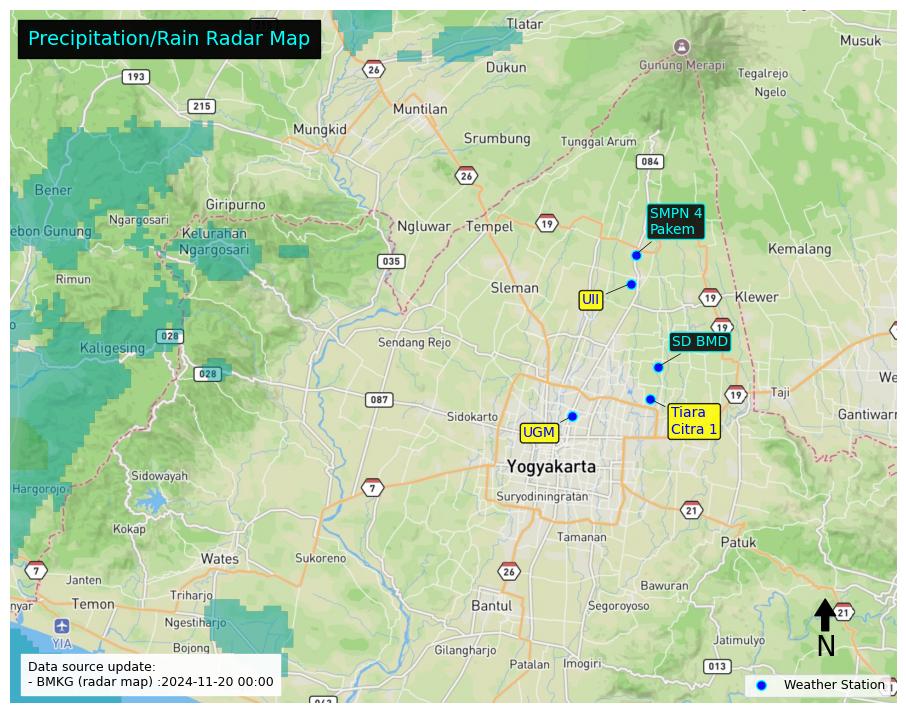 Precipitation/Rain Radar Map
Tlatar
Musuk
26
Dukun
Gunung Merapi
Tegalrejo
193
Ngelo
215
Muntilan
Mungkid
Srumbung
Tunggal Arum
084
26
Bener
Giripurno
SMPN 4
Pakem
Ngargosari
Ngluwar
Tempel
19
ebon Gunung
Kelurahan
Ngargosari
Kemalang
035
Rimun
Sleman
UII
19
Klewer
19
028
Sendang Rejo
SD BMD
Kaligesing
028
087
19
Taji
We
Sidokarto
Tiara
Citra 1
Gantiwarn
UGM
Yogyakarta
Sidowayah
Hargorojo
7
Suryodiningratan
21
Kokap
Tamanan
Patuk
Wates
Sukoreno
7
26
Janten
Bawuran
nyar
Temon
Triharjo
Bantul
Segoroyoso
21
YIA
Ngestiharjo
Jatimulyo
N
Bojong
Gilangharjo
Patalan
Imogiri
013
Data source update:
- BMKG (radar map) :2024-11-20 00:00
Weather Station